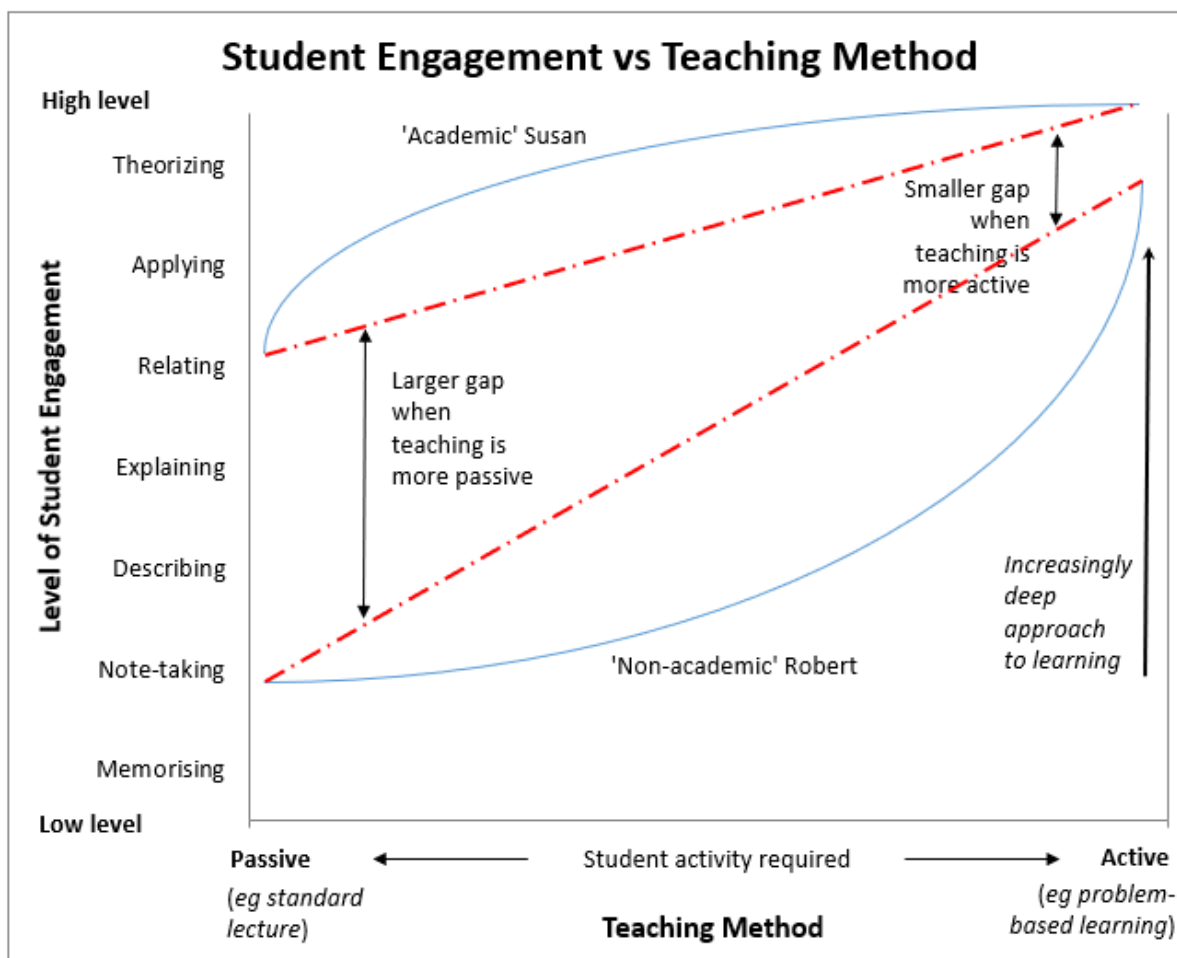 Student Engagement vs Teaching Method
High level
'Academic' Susan
Theorizing
Smaller gap
when
teaching is
more active
Applying
Level of Student Engagement
Relating
Larger gap
when
teaching is
more passive
Explaining
Describing
Increasingly
deep
approach
to learning
Note-taking
'Non-academic' Robert
Memorising
Low level
Passive
Student activity required
Active
(eg standard
lecture)
(eg problem-
based learning)
Teaching Method